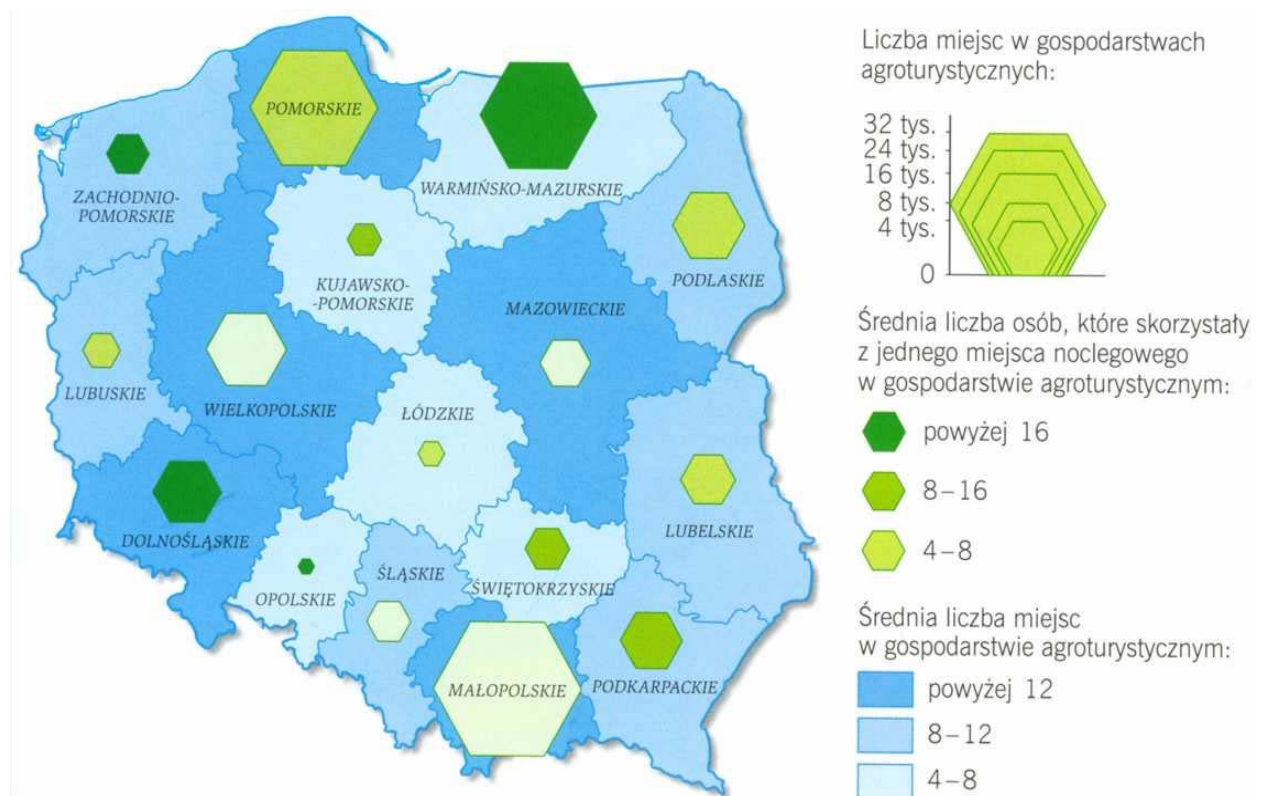 POMORSKIE
ZACHODNIO-
POMORSKIE
WARMIŃSKO-MAZURSKIE
KUJAWSKO-
-POMORSKIE
PODLASKIE
MAZOWIECKIE
LUBUSKIE
WIELKOPOLSKIE
ŁÓDZKIE
DOLNOŚLĄSKIE
LUBELSKIE
OPOLSKIE
ŚLĄSKIE
ŚWIĘTOKRZYSKIE
MAŁOPOLSKIE
PODKARPACKIE
Liczba miejsc w gospodarstwach
agroturystycznych:
32 tys.
24 tys.
16 tys.
8 tys.
4 tys.
0
Średnia liczba osób, które skorzystały
z jednego miejsca noclegowego
w gospodarstwie agroturystycznym:
powyżej 16
8–16
4–8
Średnia liczba miejsc
w gospodarstwie agroturystycznym:
powyżej 12
8–12
4–8